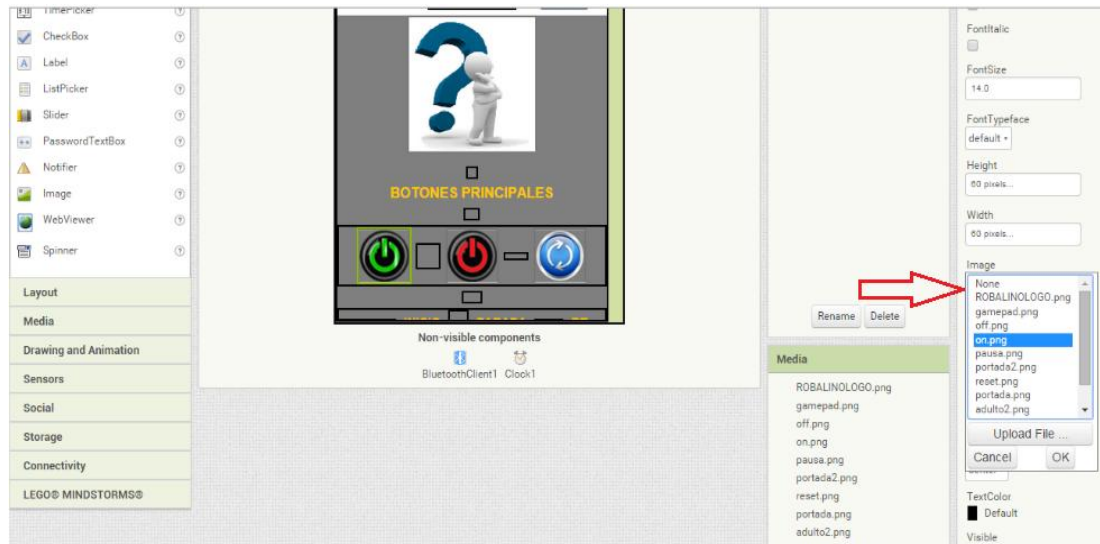 TimePicker
CheckBox
Label
ListPicker
Slider
PasswordTextBox
Notifier
Image
WebViewer
Spinner
Layout
Media
Drawing and Animation
Sensors
Social
Storage
Connectivity
LEGO® MINDSTORMS®
BOTONES PRINCIPALES
Non-visible components
BluetoothClient1 Clock1
Rename Delete
Media
ROBALINOLOGO.png
gamepad.png
off.png
on.png
pausa.png
portada2.png
reset.png
portada.png
adulto2.png
FontItalic
FontSize
14.0
FontTypeface
default
Height
60 pixels...
Width
60 pixels...
Image
None
ROBALINOLOGO.png
gamepad.png
off.png
on.png
pausa.png
portada2.png
reset.png
portada.png
adulto2.png
Upload File ...
Cancel OK
TextColor
Default
Visible